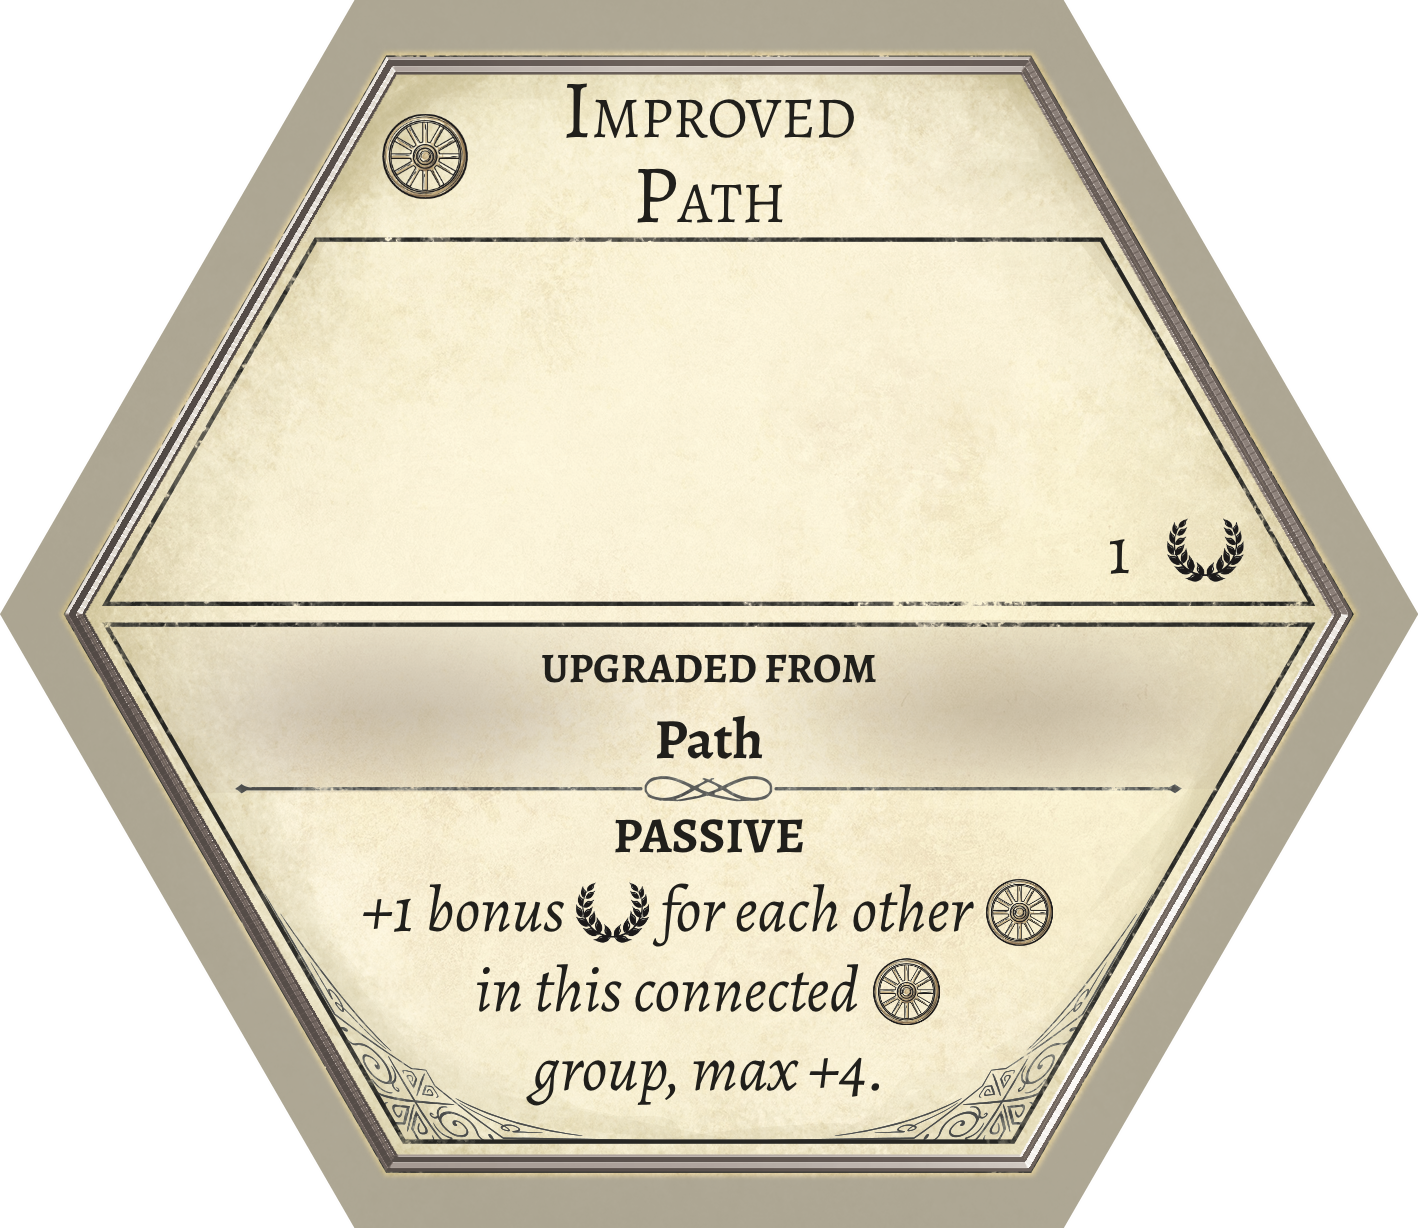 Improved
Path
1
UPGRADED FROM
Path
PASSIVE
+1 bonus for each other
in this connected
group, max +4.